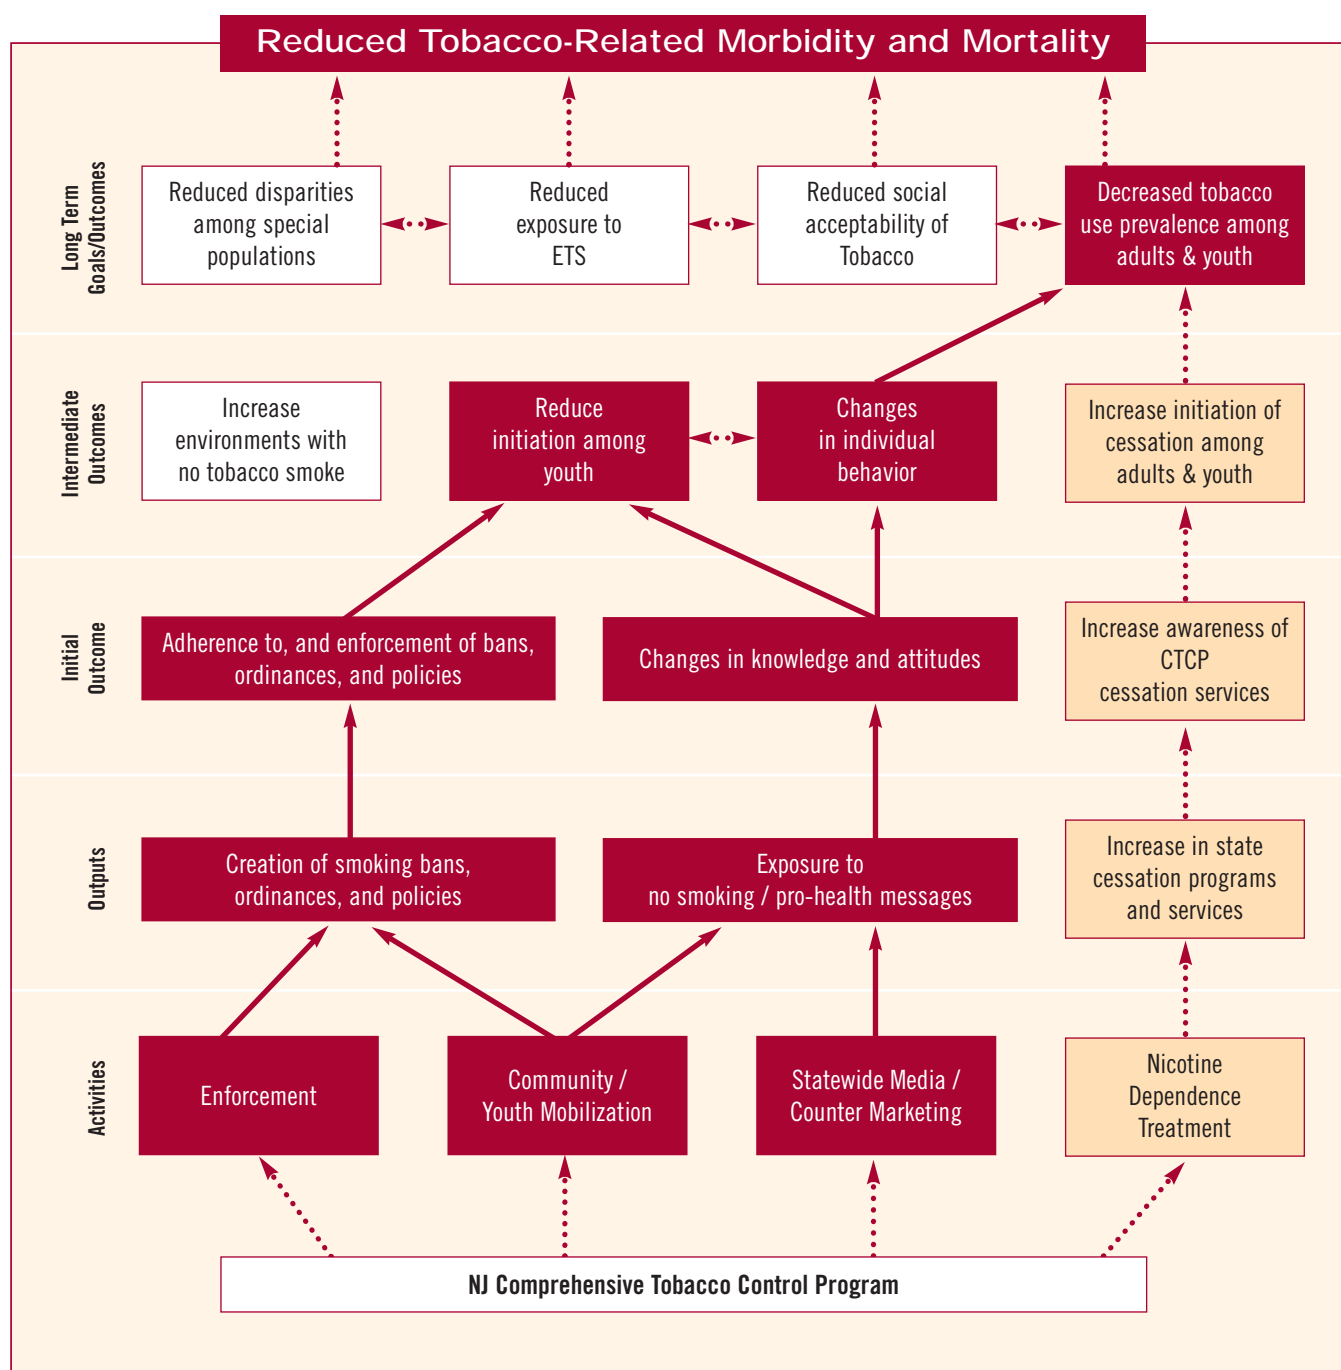 Reduced Tobacco-Related Morbidity and Mortality
Long Term
Goals/Outcomes
Reduced disparities
among special
populations
Reduced
exposure to
ETS
Reduced social
acceptability of
Tobacco
Decreased tobacco
use prevalence among
adults & youth
Intermediate
Outcomes
Increase
environments with
no tobacco smoke
Reduce
initiation among
youth
Changes
in individual
behavior
Increase initiation of
cessation among
adults & youth
Initial
Outcome
Adherence to, and enforcement of bans,
ordinances, and policies
Changes in knowledge and attitudes
Increase awareness of
CTCP
cessation services
Outputs
Creation of smoking bans,
ordinances, and policies
Exposure to
no smoking / pro-health messages
Increase in state
cessation programs
and services
Activities
Enforcement
Community /
Youth Mobilization
Statewide Media /
Counter Marketing
Nicotine
Dependence
Treatment
NJ Comprehensive Tobacco Control Program